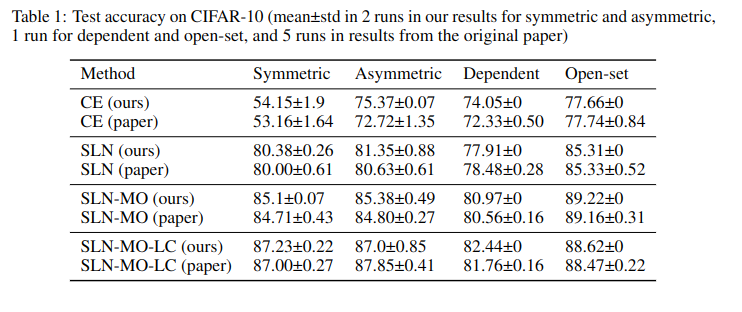 Table 1: Test accuracy on CIFAR-10 (mean±std in 2 runs in our results for symmetric and asymmetric,
1 run for dependent and open-set, and 5 runs in results from the original paper)
Method Symmetric Asymmetric Dependent Open-set
CE (ours) 54.15±1.9 75.37±0.07 74.05±0 77.66±0
CE (paper) 53.16±1.64 72.72±1.35 72.33±0.50 77.74±0.84
SLN (ours) 80.38±0.26 81.35±0.88 77.91±0 85.31±0
SLN (paper) 80.00±0.61 80.63±0.61 78.48±0.28 85.33±0.52
SLN-MO (ours) 85.1±0.07 85.38±0.49 80.97±0 89.22±0
SLN-MO (paper) 84.71±0.43 84.80±0.27 80.56±0.16 89.16±0.31
SLN-MO-LC (ours) 87.23±0.22 87.0±0.85 82.44±0 88.62±0
SLN-MO-LC (paper) 87.00±0.27 87.85±0.41 81.76±0.16 88.47±0.22